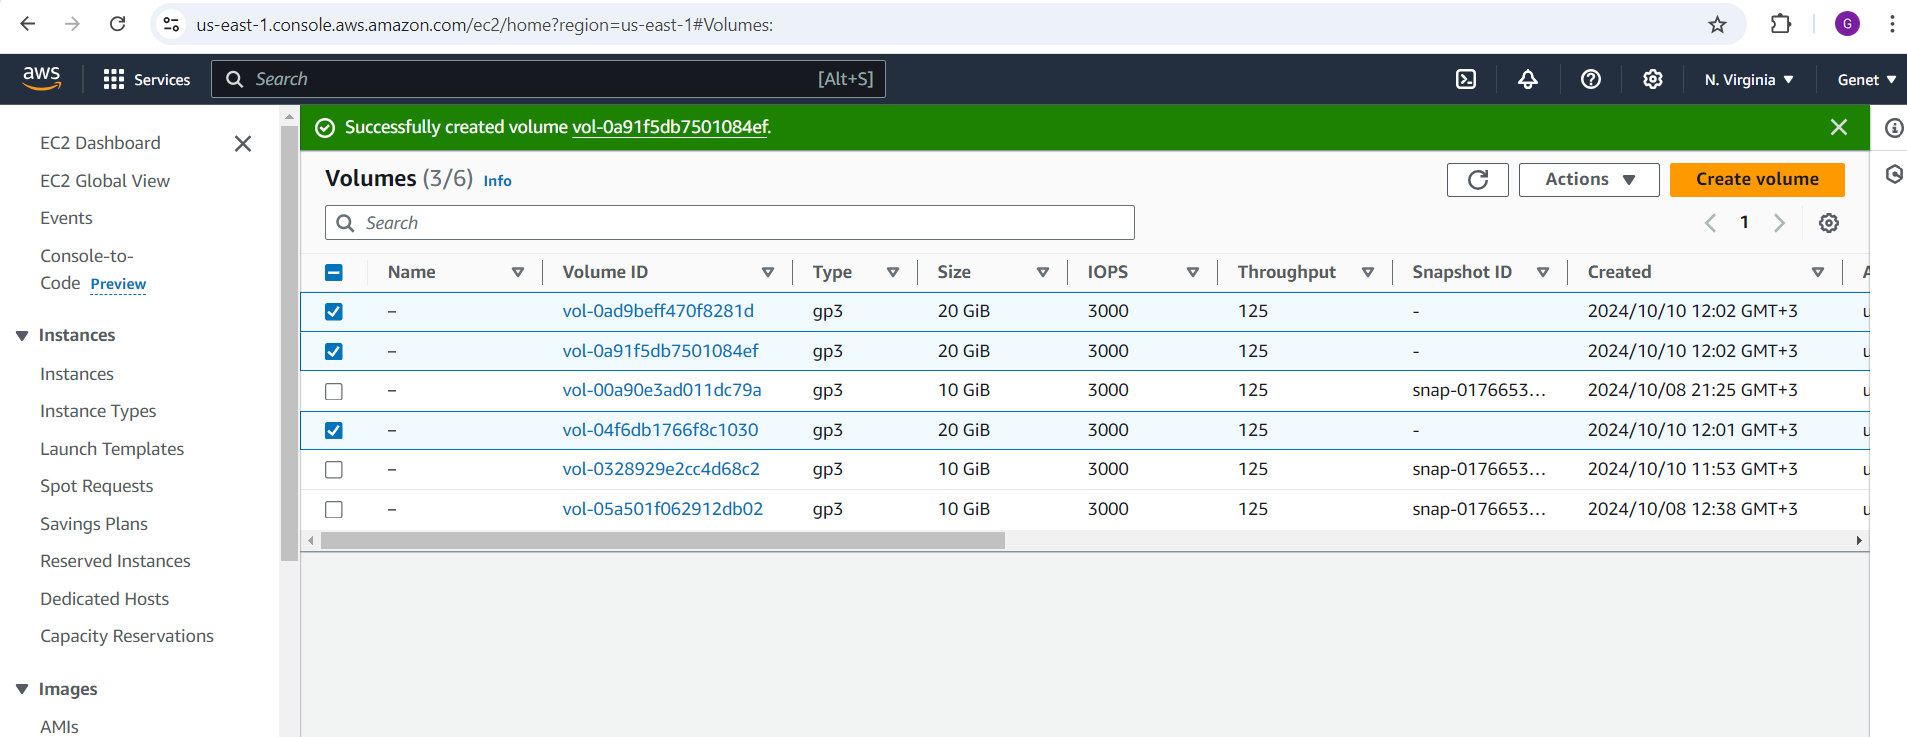 us-east-1.console.aws.amazon.com/ec2/home?region=us-east-1#Volumes:
G
aws
Services
Search
[Alt+S]
N. Virginia
Genet
EC2 Dashboard
EC2 Global View
Events
Console-to-
Code Preview
Instances
Instances
Instance Types
Launch Templates
Spot Requests
Savings Plans
Reserved Instances
Dedicated Hosts
Capacity Reservations
Images
AMIs
Successfully created volume vol-0a91f5db7501084ef.
Volumes (3/6) Info
Actions
Create volume
Search
1
Name Volume ID Type Size IOPS Throughput Snapshot ID Created A
– vol-0ad9beff470f8281d gp3 20 GiB 3000 125 - 2024/10/10 12:02 GMT+3 u
– vol-0a91f5db7501084ef gp3 20 GiB 3000 125 - 2024/10/10 12:02 GMT+3 u
– vol-00a90e3ad011dc79a gp3 10 GiB 3000 125 snap-0176653... 2024/10/08 21:25 GMT+3 u
– vol-04f6db1766f8c1030 gp3 20 GiB 3000 125 - 2024/10/10 12:01 GMT+3 u
– vol-0328929e2cc4d68c2 gp3 10 GiB 3000 125 snap-0176653... 2024/10/10 11:53 GMT+3 u
– vol-05a501f062912db02 gp3 10 GiB 3000 125 snap-0176653... 2024/10/08 12:38 GMT+3 u